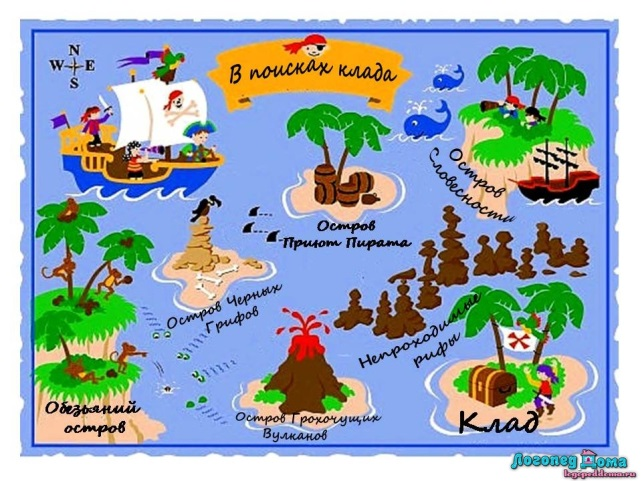 N
W E
S
В поисках клада
Остров
Словесности
Остров
Приют Пирата
Остров Черных
Грифов
Непроходимые
рифы
Обезьяний
остров
Остров Грохочущих
Вулканов
Клад
Логопед Дома
logopeddoma.ru